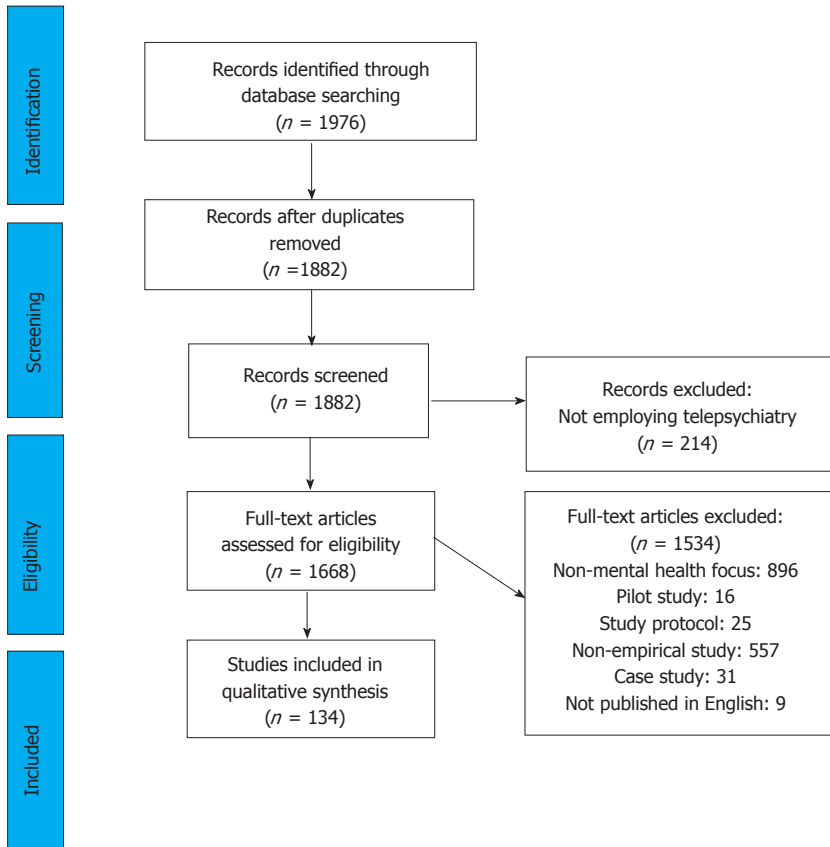 Identification
Records identified through
database searching
(n = 1976)
Records after duplicates
removed
(n =1882)
Screening
Records screened
(n = 1882)
Records excluded:
Not employing telepsychiatry
(n = 214)
Eligibility
Full-text articles
assessed for eligibility
(n = 1668)
Full-text articles excluded:
(n = 1534)
Non-mental health focus: 896
Pilot study: 16
Study protocol: 25
Non-empirical study: 557
Case study: 31
Not published in English: 9
Included
Studies included in
qualitative synthesis
(n = 134)